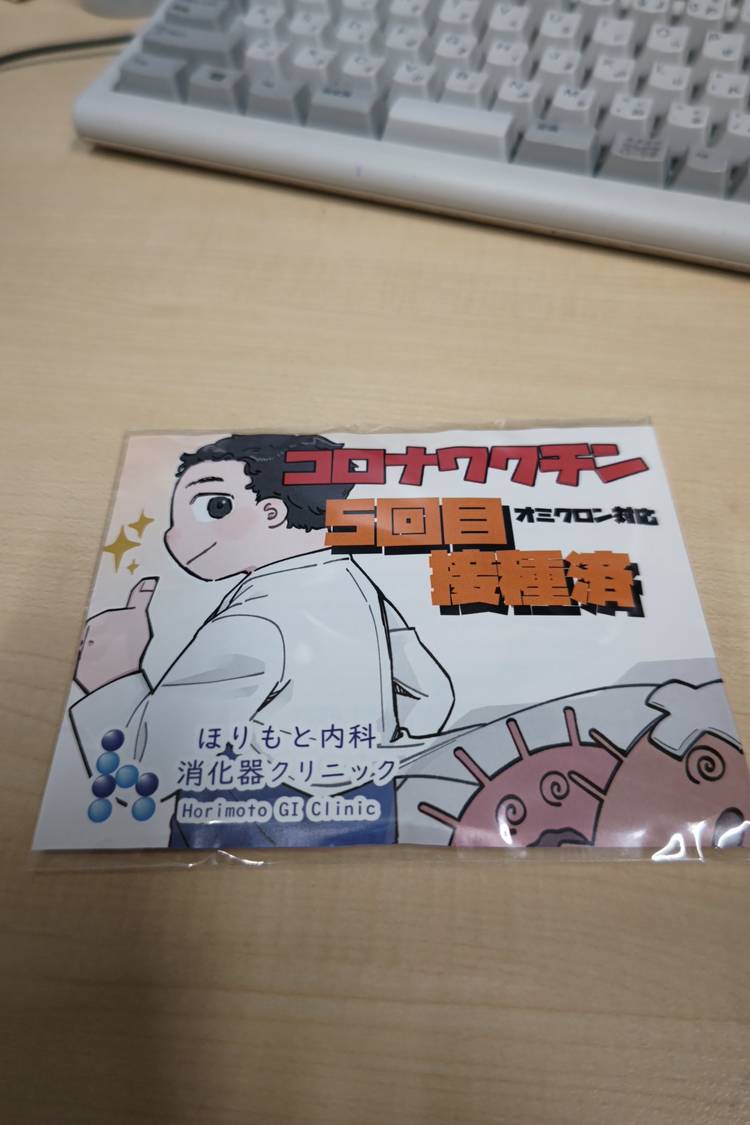 コロナワクチン
5回目 オミクロン対応
接種済
ほりもと内科
消化器クリニック
Horimoto GI Clinic